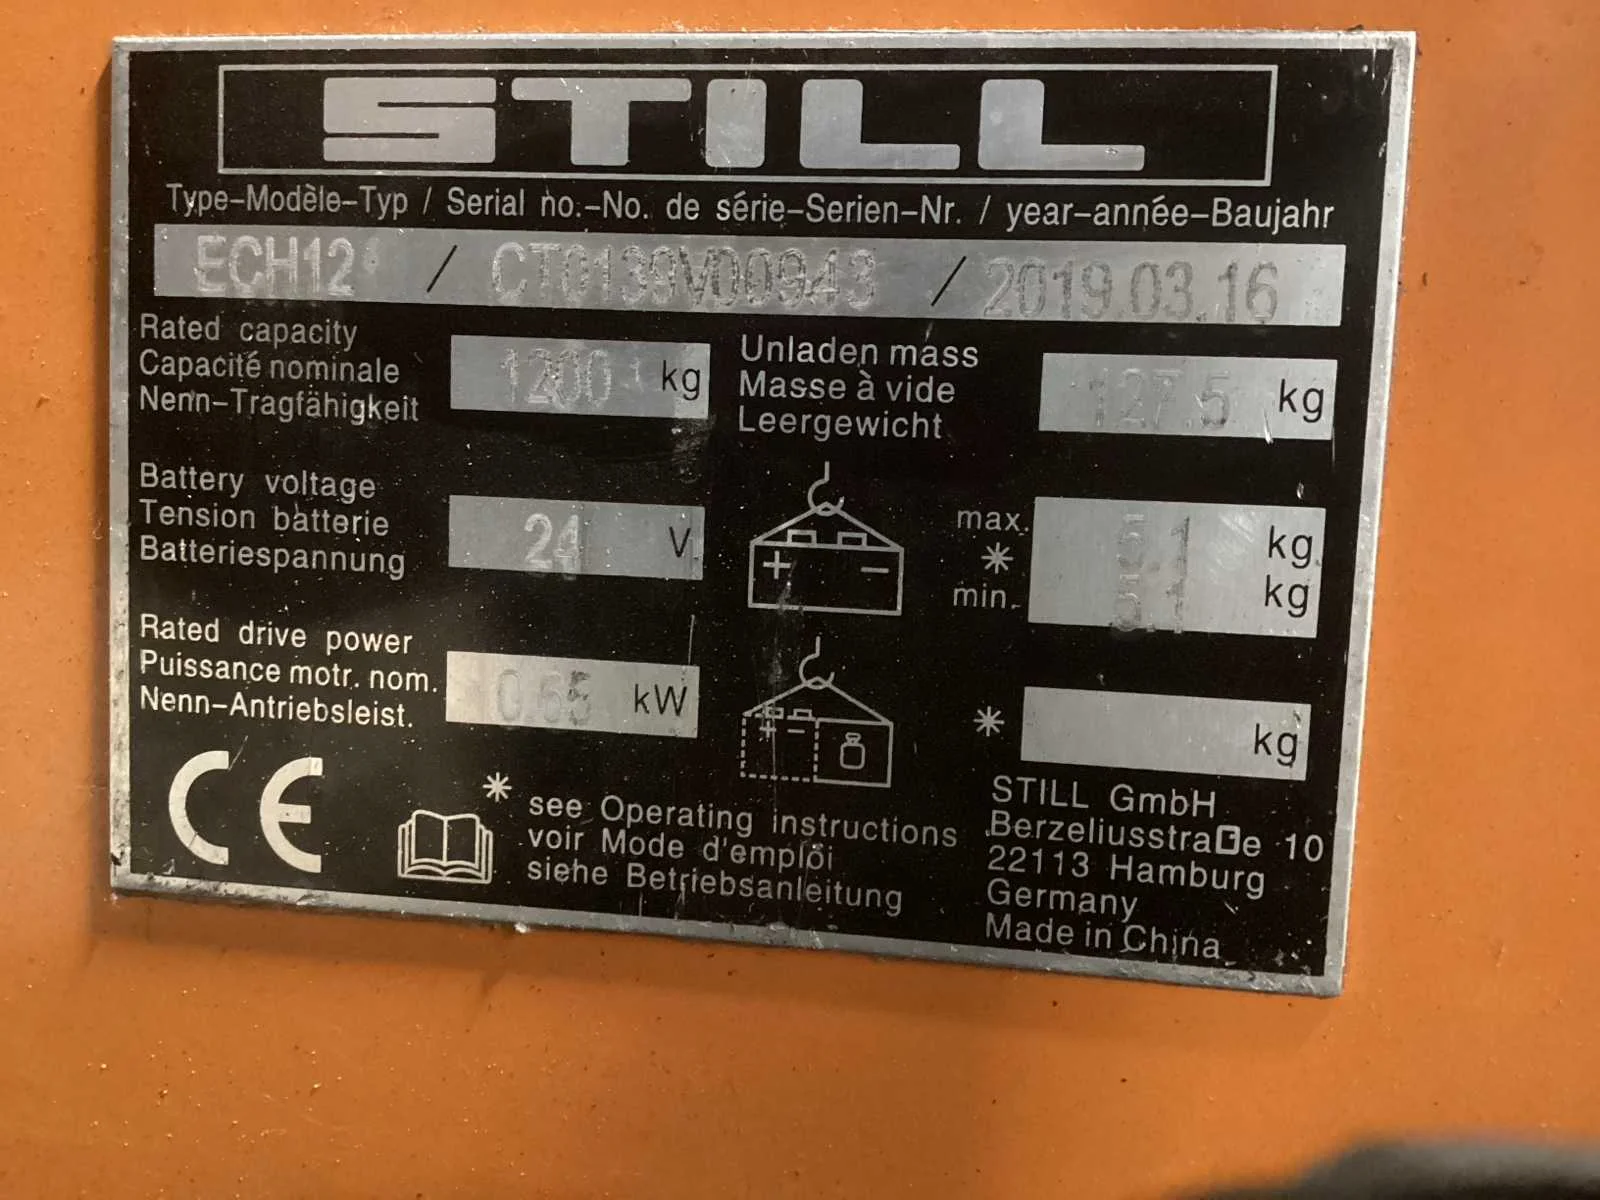 STILL
Type-Modèle-Typ / Serial no.-No. de série-Serien-Nr. / year-année-Baujahr
ECH12 / CT0139V00943 / 2019.03.16
Rated capacity
Capacité nominale
Nenn-Tragfähigkeit
1200 kg
Unladen mass
Masse à vide
Leergewicht
127.5 kg
Battery voltage
Tension batterie
Batteriespannung
24 V
+ -
max. 5.1 kg
*
min. 5.1 kg
Rated drive power
Puissance motr. nom.
Nenn-Antriebsleist.
0.65 kW
+ -
* kg
CE
* see Operating instructions
voir Mode d'emploi
siehe Betriebsanleitung
STILL GmbH
Berzeliusstraße 10
22113 Hamburg
Germany
Made in China